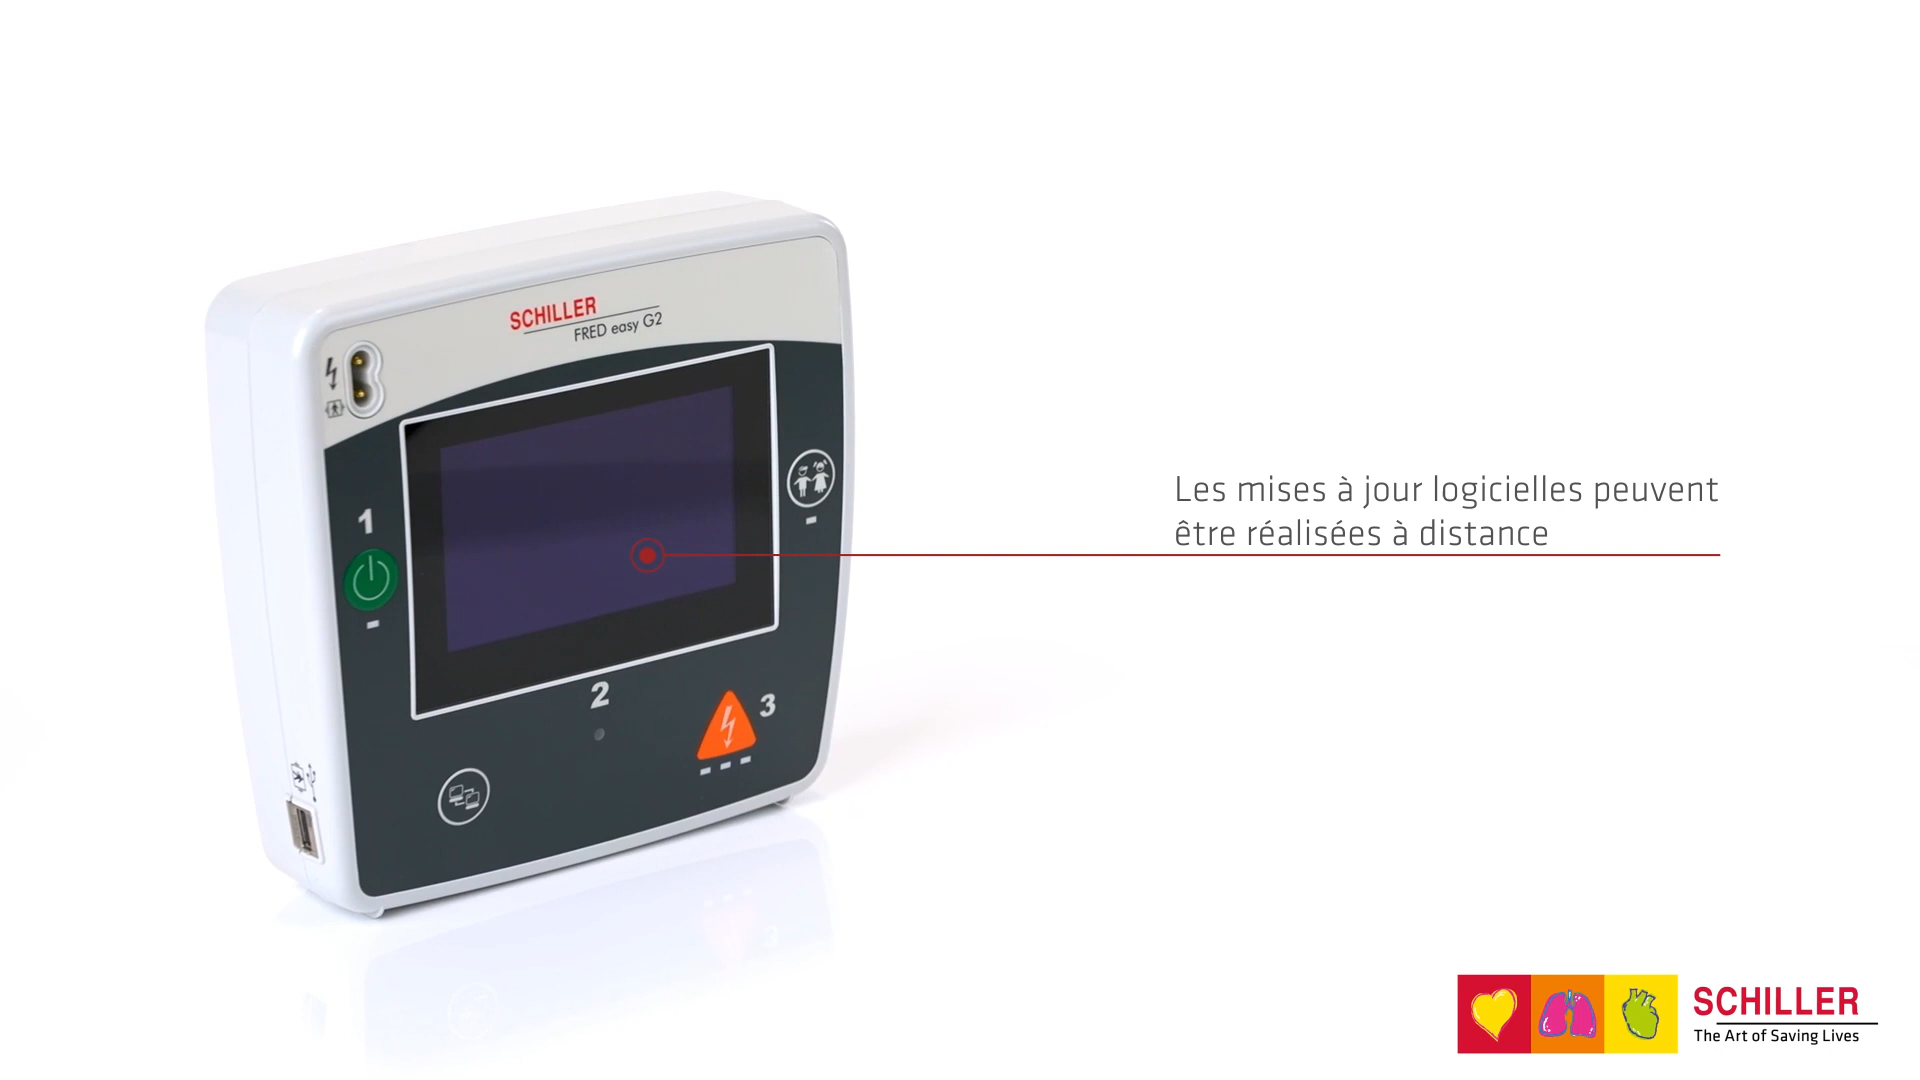 SCHILLER
FRED easy G2
1
2
3
Les mises à jour logicielles peuvent
être réalisées à distance
SCHILLER
The Art of Saving Lives